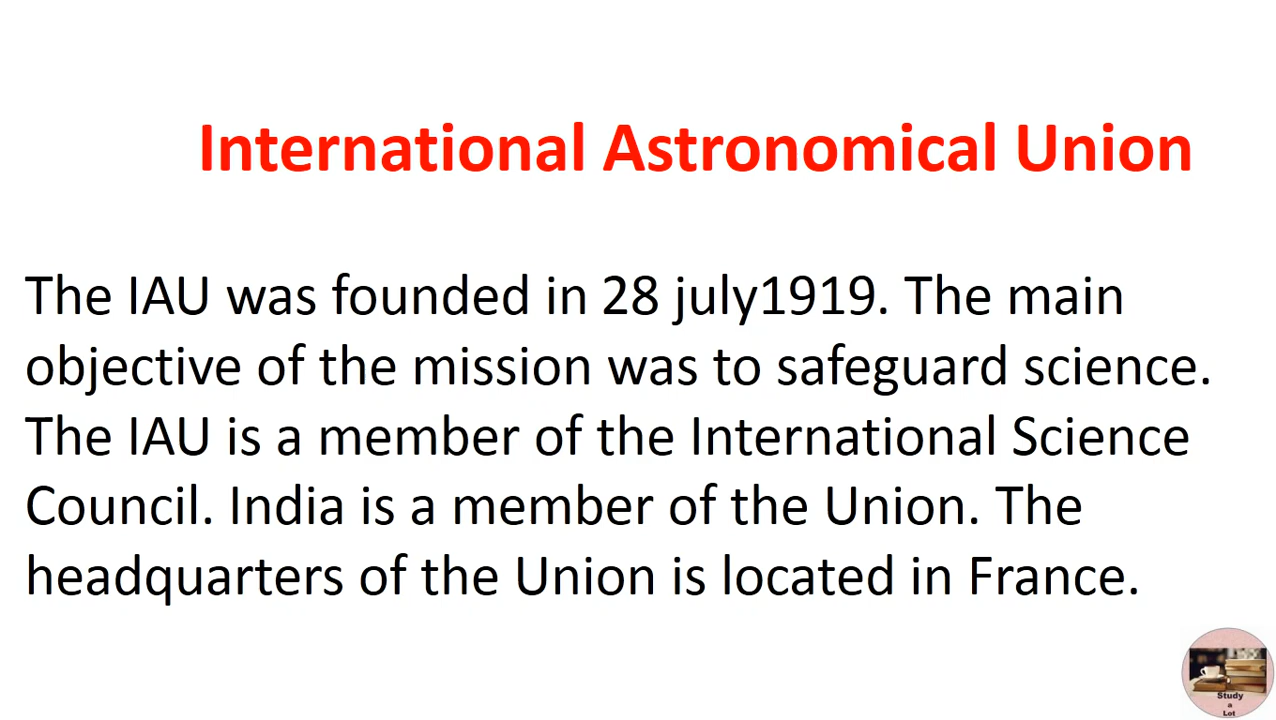 International Astronomical Union
The IAU was founded in 28 july1919. The main
objective of the mission was to safeguard science.
The IAU is a member of the International Science
Council. India is a member of the Union. The
headquarters of the Union is located in France.
Study
a
Lot